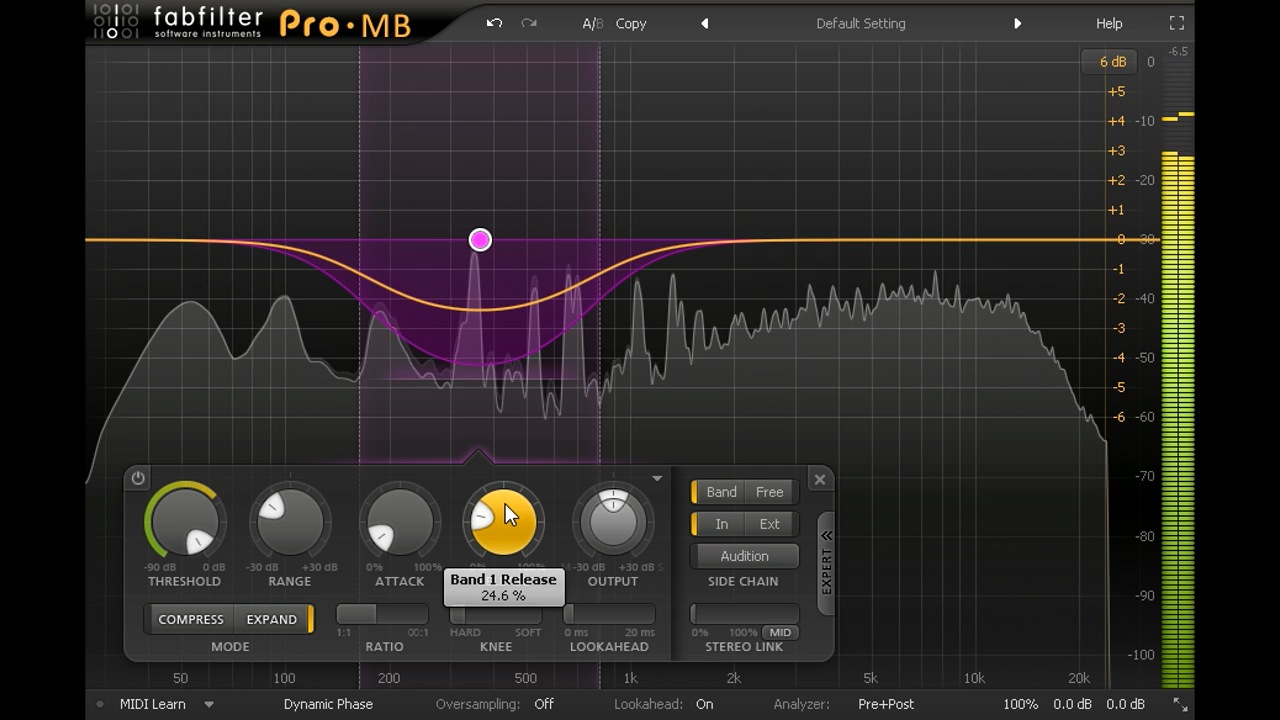 fabfilter
software instruments
Pro·MB
A/B Copy Default Setting Help
6 dB 0 -6.5
+5
+4 -10
+3
+2 -20
+1
0 -30
-1
-2 -40
-3
-4 -50
-5
-6 -60
-70
-80
-90
-100
Band Free
In Ext
Audition
SIDE CHAIN
-90 dB 0 dB -30 dB +30 dB 0% 100% 0% 100% -30 dB +30 dB S
THRESHOLD RANGE ATTACK OUTPUT
Band 1 Release
24.6 %
EXPERT
COMPRESS EXPAND
MODE
1:1 ∞:1
RATIO
HARD SOFT
KNEE
0 ms 20 ms
LOOKAHEAD
0% 100% MID
STEREO LINK
50 100 200 500 1k 2k 5k 10k 20k
MIDI Learn Dynamic Phase Oversampling: Off Lookahead: On Analyzer: Pre+Post 100% 0.0 dB 0.0 dB